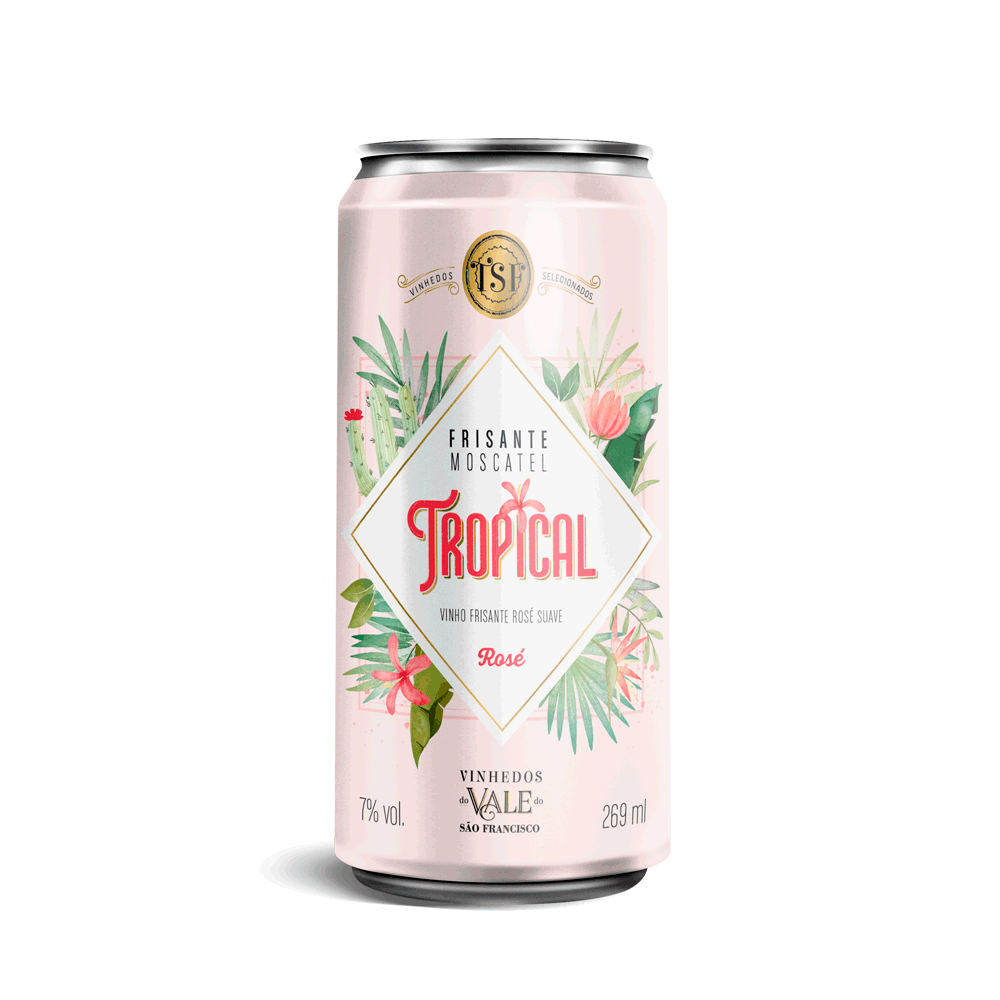 VINHEDOS TSF SELECIONADOS
FRISANTE
MOSCATEL
TROPICAL
VINHO FRISANTE ROSÉ SUAVE
Rosé
VINHEDOS
do VALE do
SÃO FRANCISCO
7% vol.
269 ml